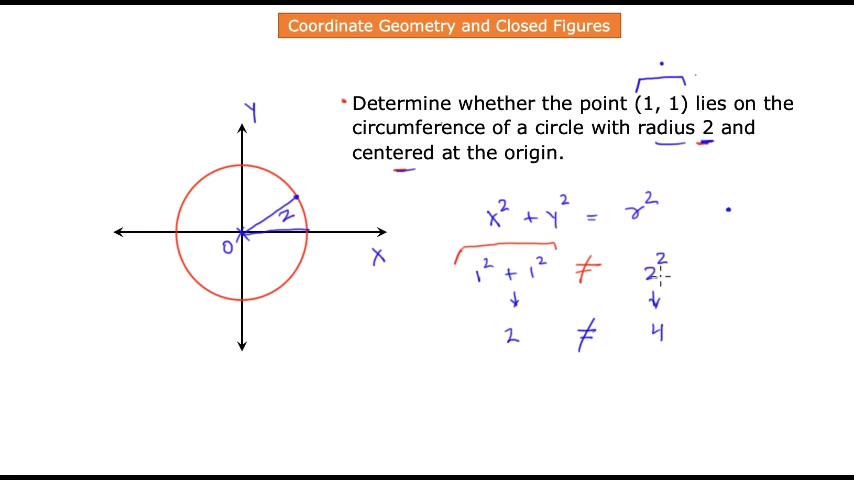 Coordinate Geometry and Closed Figures
• Determine whether the point (1, 1) lies on the
circumference of a circle with radius 2 and
centered at the origin.
Y
2
O
X
x² + y² = r²
1² + 1² ≠ 2²
↓ ↓
2 ≠ 4